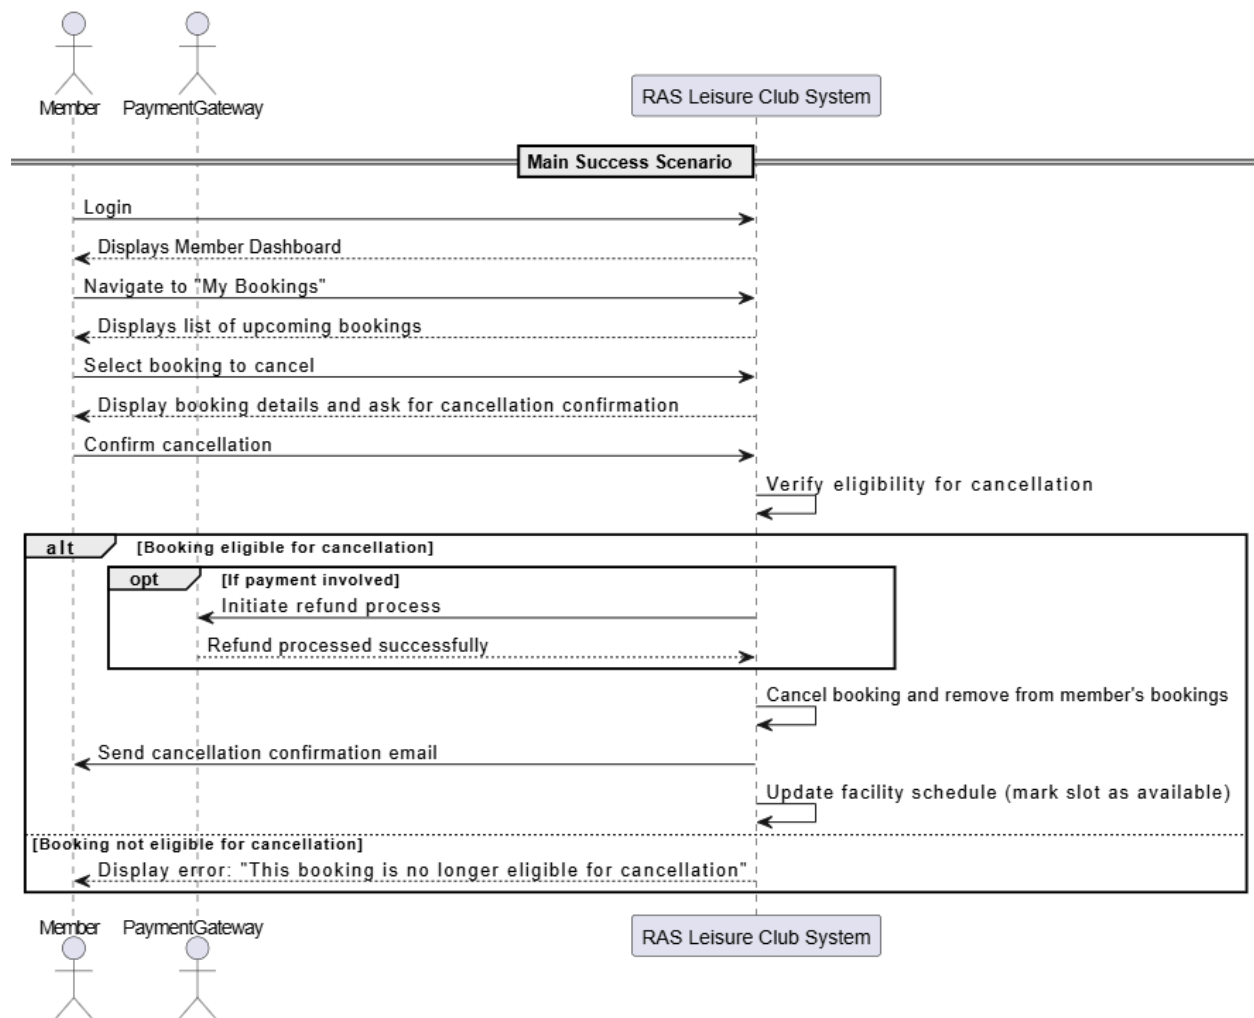 Member
PaymentGateway
RAS Leisure Club System
Main Success Scenario
Login
Displays Member Dashboard
Navigate to "My Bookings"
Displays list of upcoming bookings
Select booking to cancel
Display booking details and ask for cancellation confirmation
Confirm cancellation
Verify eligibility for cancellation
alt [Booking eligible for cancellation]
opt [If payment involved]
Initiate refund process
Refund processed successfully
Cancel booking and remove from member's bookings
Send cancellation confirmation email
Update facility schedule (mark slot as available)
[Booking not eligible for cancellation]
Display error: "This booking is no longer eligible for cancellation"
Member
PaymentGateway
RAS Leisure Club System